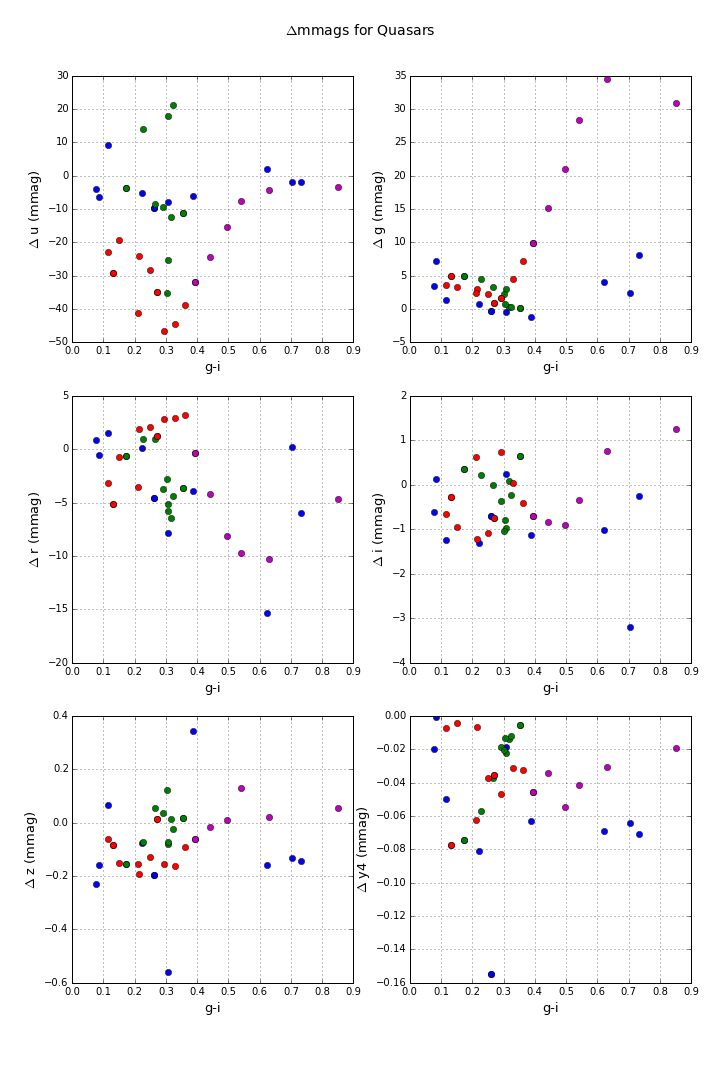 Δmmags for Quasars
30
20
10
0
−10
−20
−30
−40
−50
Δ u (mmag)
0.0 0.1 0.2 0.3 0.4 0.5 0.6 0.7 0.8 0.9
g-i
35
30
25
20
15
10
5
0
−5
Δ g (mmag)
0.0 0.1 0.2 0.3 0.4 0.5 0.6 0.7 0.8 0.9
g-i
5
0
−5
−10
−15
−20
Δ r (mmag)
0.0 0.1 0.2 0.3 0.4 0.5 0.6 0.7 0.8 0.9
g-i
2
1
0
−1
−2
−3
−4
Δ i (mmag)
0.0 0.1 0.2 0.3 0.4 0.5 0.6 0.7 0.8 0.9
g-i
0.4
0.2
0.0
−0.2
−0.4
−0.6
Δ z (mmag)
0.0 0.1 0.2 0.3 0.4 0.5 0.6 0.7 0.8 0.9
g-i
0.00
−0.02
−0.04
−0.06
−0.08
−0.10
−0.12
−0.14
−0.16
Δ y4 (mmag)
0.0 0.1 0.2 0.3 0.4 0.5 0.6 0.7 0.8 0.9
g-i